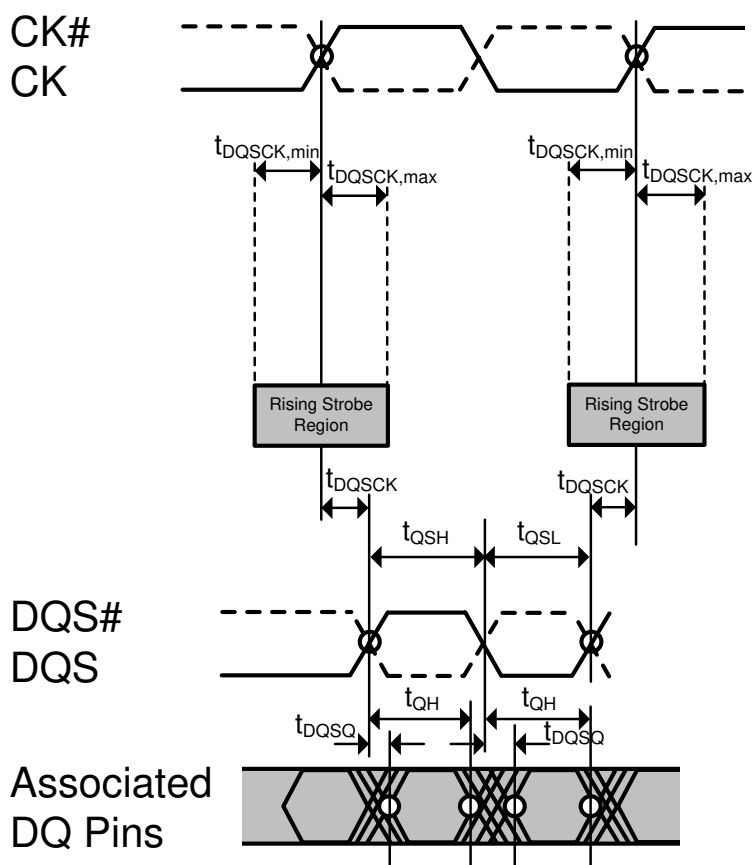 CK#
CK
tDQSCK,min
tDQSCK,max
tDQSCK,min
tDQSCK,max
Rising Strobe
Region
Rising Strobe
Region
tDQSCK
tDQSCK
tQSH
tQSL
DQS#
DQS
tQH
tQH
tDQSQ
tDQSQ
Associated
DQ Pins